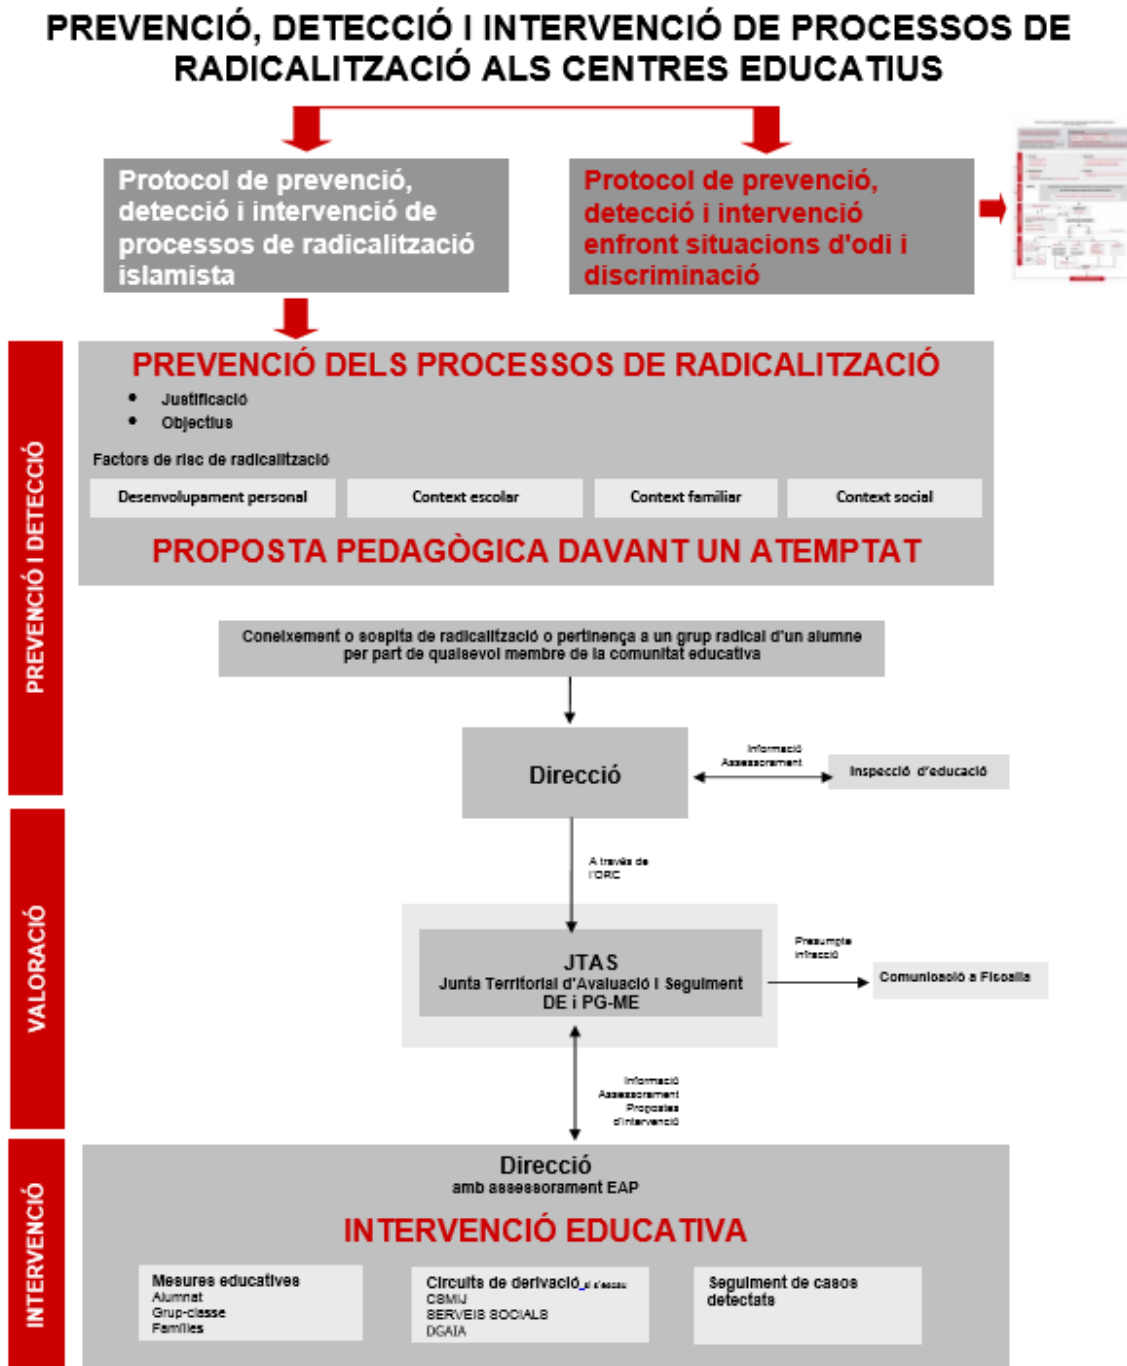 PREVENCIÓ, DETECCIÓ I INTERVENCIÓ DE PROCESSOS DE
RADICALITZACIÓ ALS CENTRES EDUCATIUS
Protocol de prevenció,
detecció i intervenció de
processos de radicalització
islamista
Protocol de prevenció,
detecció i intervenció
enfront situacions d'odi i
discriminació
PREVENCIÓ I DETECCIÓ
PREVENCIÓ DELS PROCESSOS DE RADICALITZACIÓ
• Justificació
• Objectius
Factors de risc de radicalització
Desenvolupament personal
Context escolar
Context familiar
Context social
PROPOSTA PEDAGÒGICA DAVANT UN ATEMPTAT
Coneixement o sospita de radicalització o pertinença a un grup radical d'un alumne
per part de qualsevol membre de la comunitat educativa
Direcció
Informació
Assessorament
Inspecció d'educació
VALORACIÓ
A través de
l'ORC
JTAS
Junta Territorial d'Avaluació i Seguiment
DE i PG-ME
Presumpte
infracció
Comunicació a Fiscalia
Informació
Assessorament
Propostes
d'intervenció
INTERVENCIÓ
Direcció
amb assessorament EAP
INTERVENCIÓ EDUCATIVA
Mesures educatives
Alumnat
Grup-classe
Famílies
Circuits de derivació si s'escau
CSMIJ
SERVEIS SOCIALS
DGAIA
Seguiment de casos
detectats